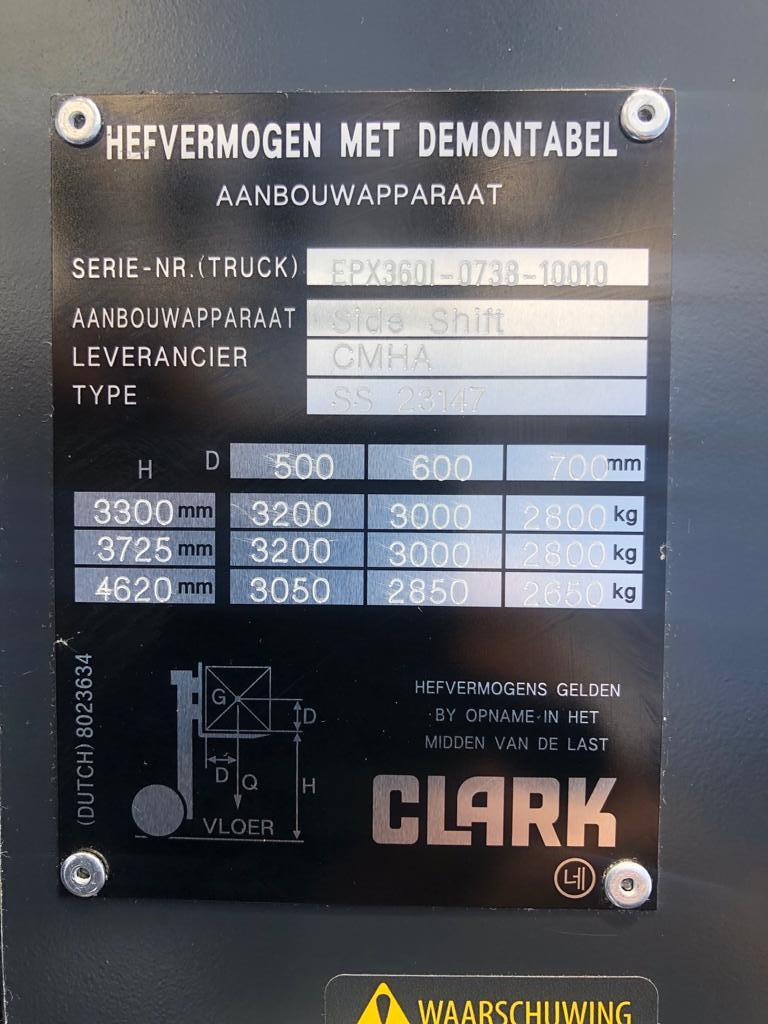 HEFVERMOGEN MET DEMONTABEL
AANBOUWAPPARAAT
SERIE-NR.(TRUCK) EPX360I-0738-10010
AANBOUWAPPARAAT Side Shift
LEVERANCIER CMHA
TYPE SS 23147
H D 500 600 700mm
3300 mm 3200 3000 2800 kg
3725 mm 3200 3000 2800 kg
4620 mm 3050 2850 2650 kg
(DUTCH) 8023634
G
D
D
Q
H
VLOER
HEFVERMOGENS GELDEN
BY OPNAME IN HET
MIDDEN VAN DE LAST
CLARK
네
WAARSCHUWING